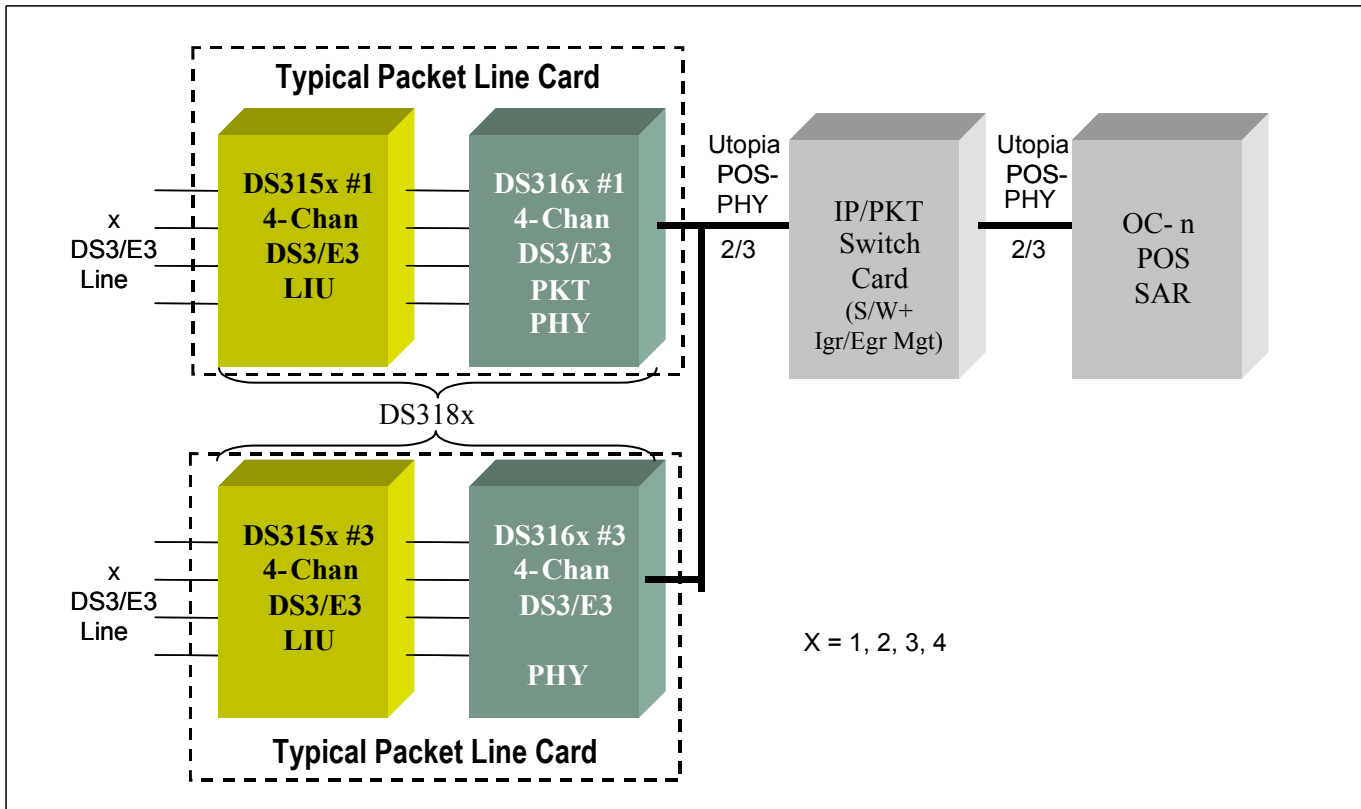 Typical Packet Line Card
DS315x #1
4-Chan
DS3/E3
LIU
DS316x #1
4-Chan
DS3/E3
PKT
PHY
x
DS3/E3
Line
Utopia
POS-
PHY
2/3
IP/PKT
Switch
Card
(S/W+
Igr/Egr Mgt)
Utopia
POS-
PHY
2/3
OC- n
POS
SAR
DS318x
DS315x #3
4-Chan
DS3/E3
LIU
DS316x #3
4-Chan
DS3/E3
PHY
x
DS3/E3
Line
X = 1, 2, 3, 4
Typical Packet Line Card